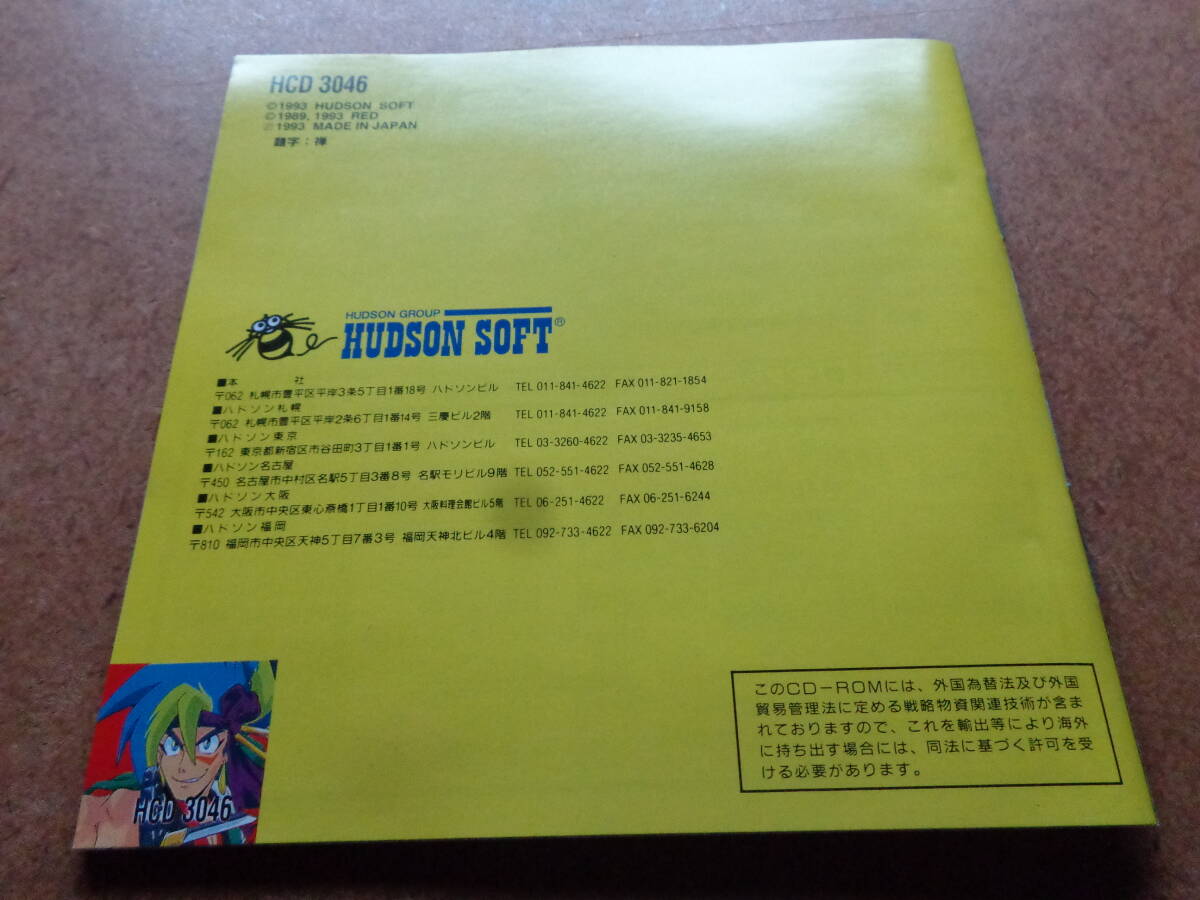 HCD 3046
©1993 HUDSON SOFT
©1989, 1993 RED
℗1993 MADE IN JAPAN
題字：禅
HUDSON GROUP
HUDSON SOFT®
■本 社
〒062 札幌市豊平区平岸3条5丁目1番18号 ハドソンビル TEL 011-841-4622 FAX 011-821-1854
■ハドソン札幌
〒062 札幌市豊平区平岸2条6丁目1番14号 三慶ビル2階 TEL 011-841-4622 FAX 011-841-9158
■ハドソン東京
〒162 東京都新宿区市谷田町3丁目1番1号 ハドソンビル TEL 03-3260-4622 FAX 03-3235-4653
■ハドソン名古屋
〒450 名古屋市中村区名駅5丁目3番8号 名駅モリビル9階 TEL 052-551-4622 FAX 052-551-4628
■ハドソン大阪
〒542 大阪市中央区東心斎橋1丁目1番10号 大阪料理会館ビル5階 TEL 06-251-4622 FAX 06-251-6244
■ハドソン福岡
〒810 福岡市中央区天神5丁目7番3号 福岡天神北ビル4階 TEL 092-733-4622 FAX 092-733-6204
このCD-ROMには、外国為替法及び外国
貿易管理法に定める戦略物資関連技術が含ま
れておりますので、これを輸出等により海外
に持ち出す場合には、同法に基づく許可を受
ける必要があります。
HCD 3046